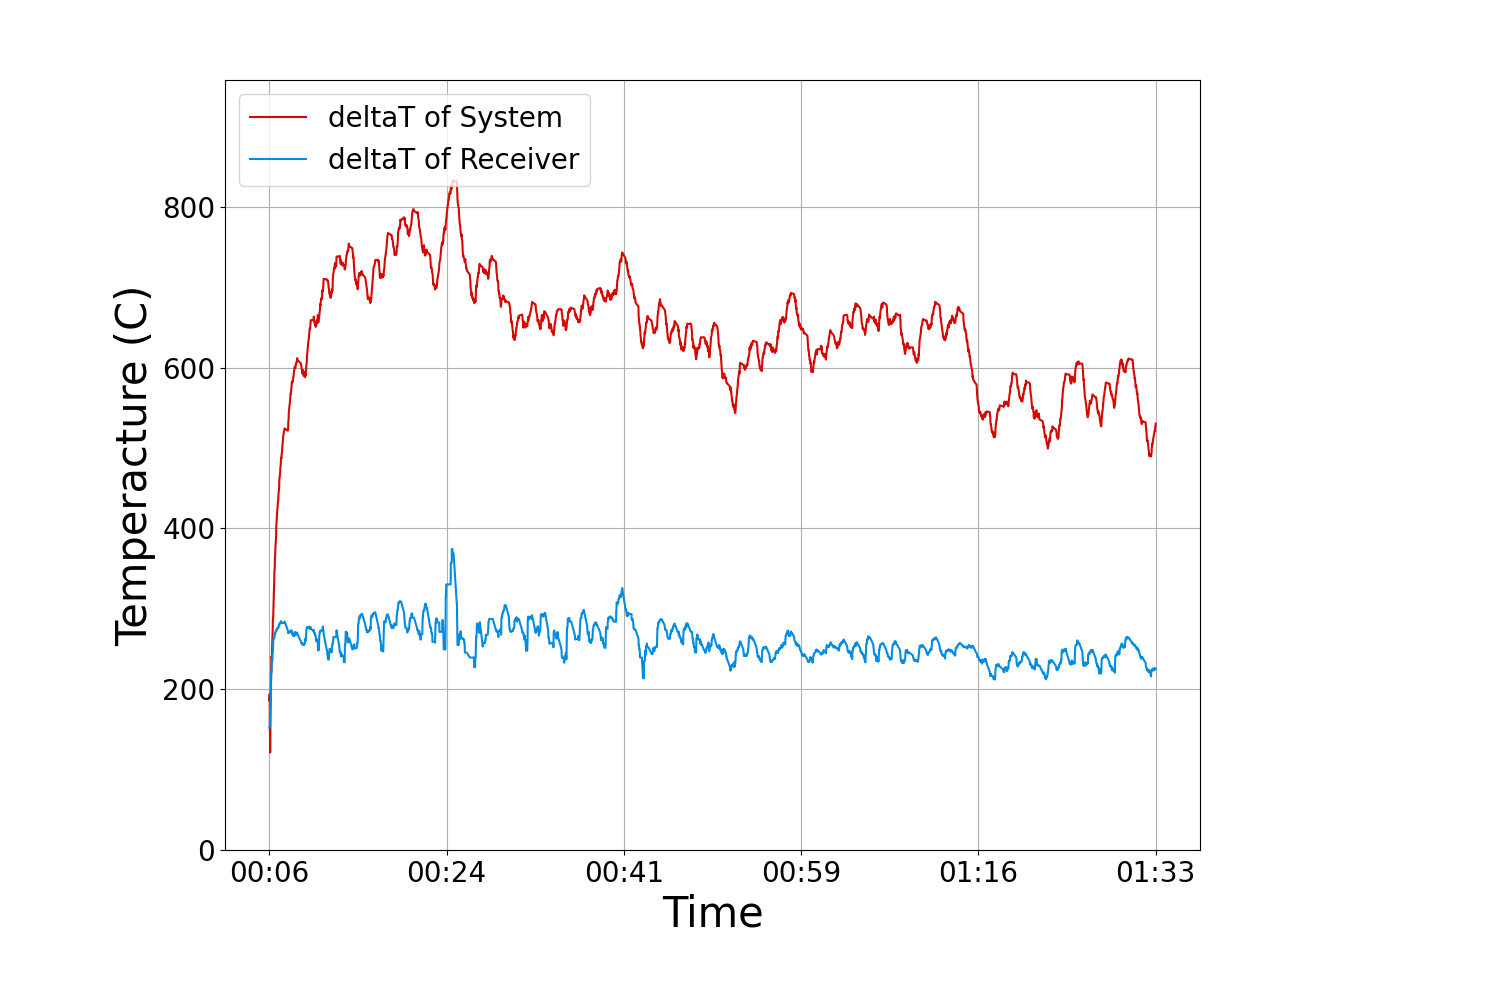 deltaT of System
deltaT of Receiver
Temperacture (C)
800
600
400
200
0
00:06 00:24 00:41 00:59 01:16 01:33
Time